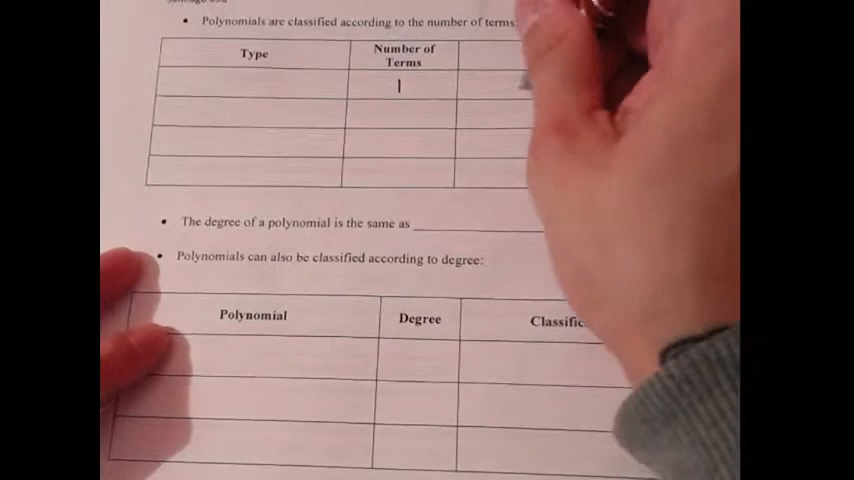 • Polynomials are classified according to the number of terms
Type
Number of
Terms
1
• The degree of a polynomial is the same as
• Polynomials can also be classified according to degree:
Polynomial Degree